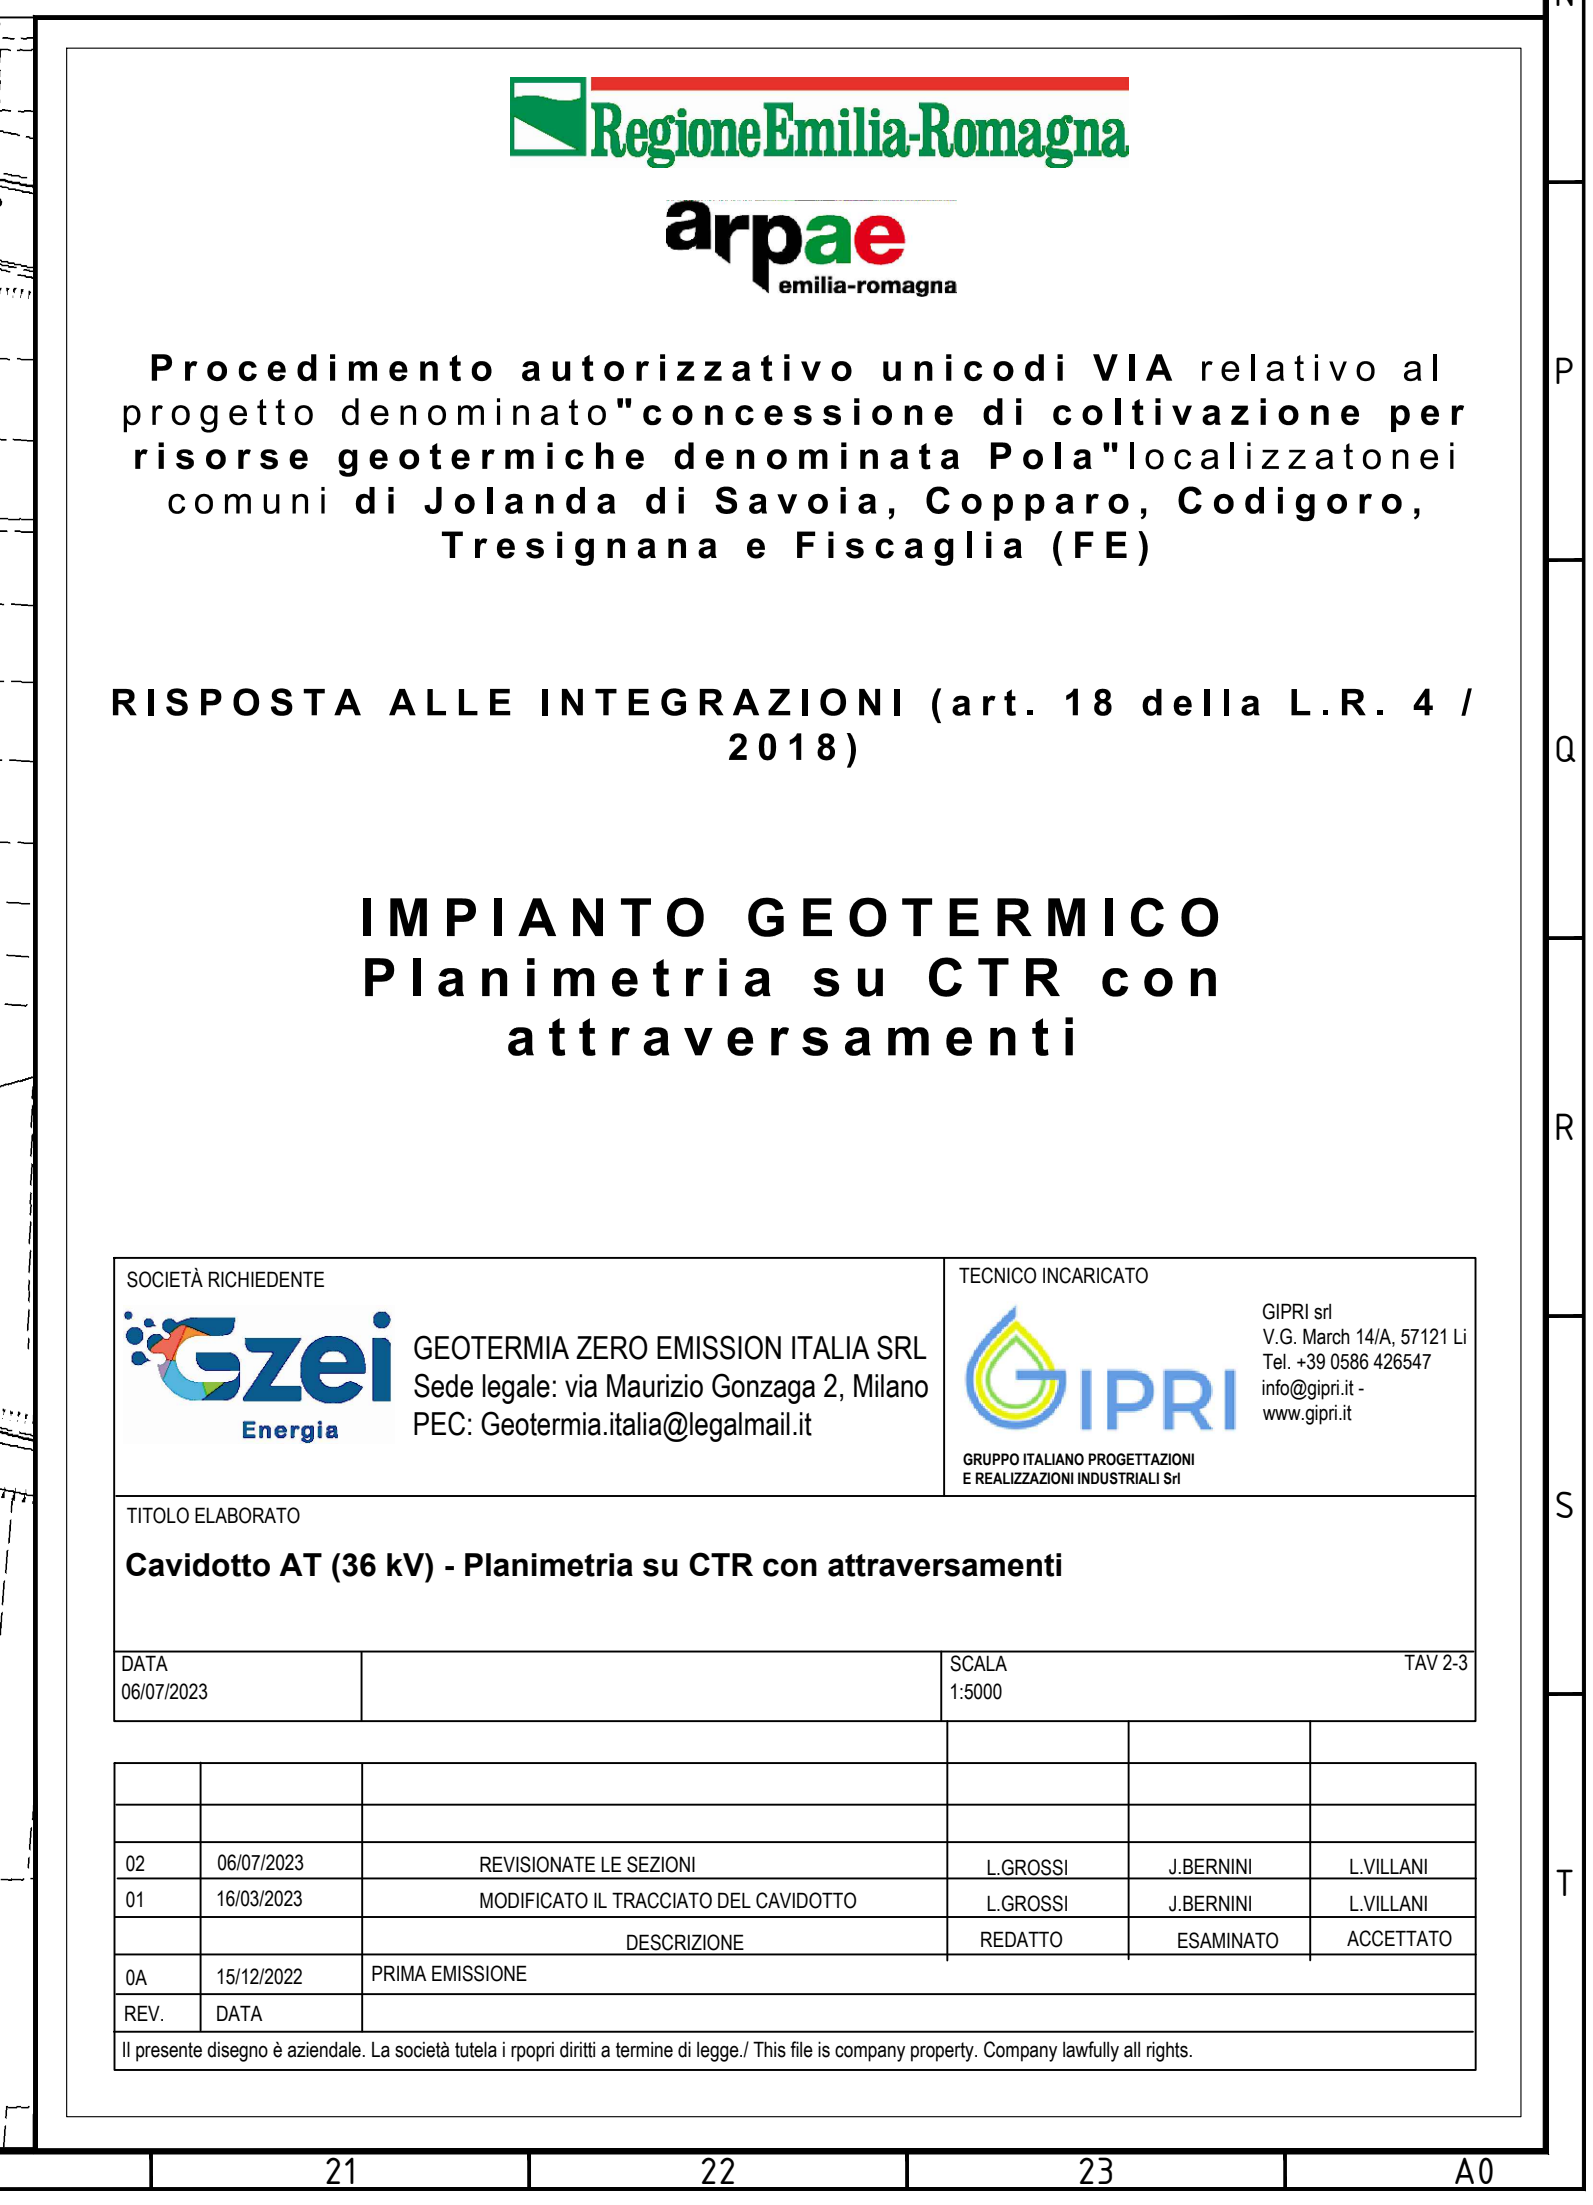 N
RegioneEmilia-Romagna
arpae
emilia-romagna
Procedimento autorizzativo unicodi VIA relativo al
progetto denominato"concessione di coltivazione per
risorse geotermiche denominata Pola"localizzatonei
comuni di Jolanda di Savoia, Copparo, Codigoro,
Tresignana e Fiscaglia (FE)
P
RISPOSTA ALLE INTEGRAZIONI (art. 18 della L.R. 4 /
2018)
Q
IMPIANTO GEOTERMICO
Planimetria su CTR con
attraversamenti
R
SOCIETÀ RICHIEDENTE
Gzei
Energia
GEOTERMIA ZERO EMISSION ITALIA SRL
Sede legale: via Maurizio Gonzaga 2, Milano
PEC: Geotermia.italia@legalmail.it
TECNICO INCARICATO
GIPRI
GRUPPO ITALIANO PROGETTAZIONI
E REALIZZAZIONI INDUSTRIALI Srl
GIPRI srl
V.G. March 14/A, 57121 Li
Tel. +39 0586 426547
info@gipri.it -
www.gipri.it
S
TITOLO ELABORATO
Cavidotto AT (36 kV) - Planimetria su CTR con attraversamenti
DATA
06/07/2023
SCALA
1:5000
TAV 2-3
02 06/07/2023 REVISIONATE LE SEZIONI L.GROSSI J.BERNINI L.VILLANI
01 16/03/2023 MODIFICATO IL TRACCIATO DEL CAVIDOTTO L.GROSSI J.BERNINI L.VILLANI
T
DESCRIZIONE REDATTO ESAMINATO ACCETTATO
0A 15/12/2022 PRIMA EMISSIONE
REV. DATA
Il presente disegno è aziendale. La società tutela i rpopri diritti a termine di legge./ This file is company property. Company lawfully all rights.
21 22 23 A0